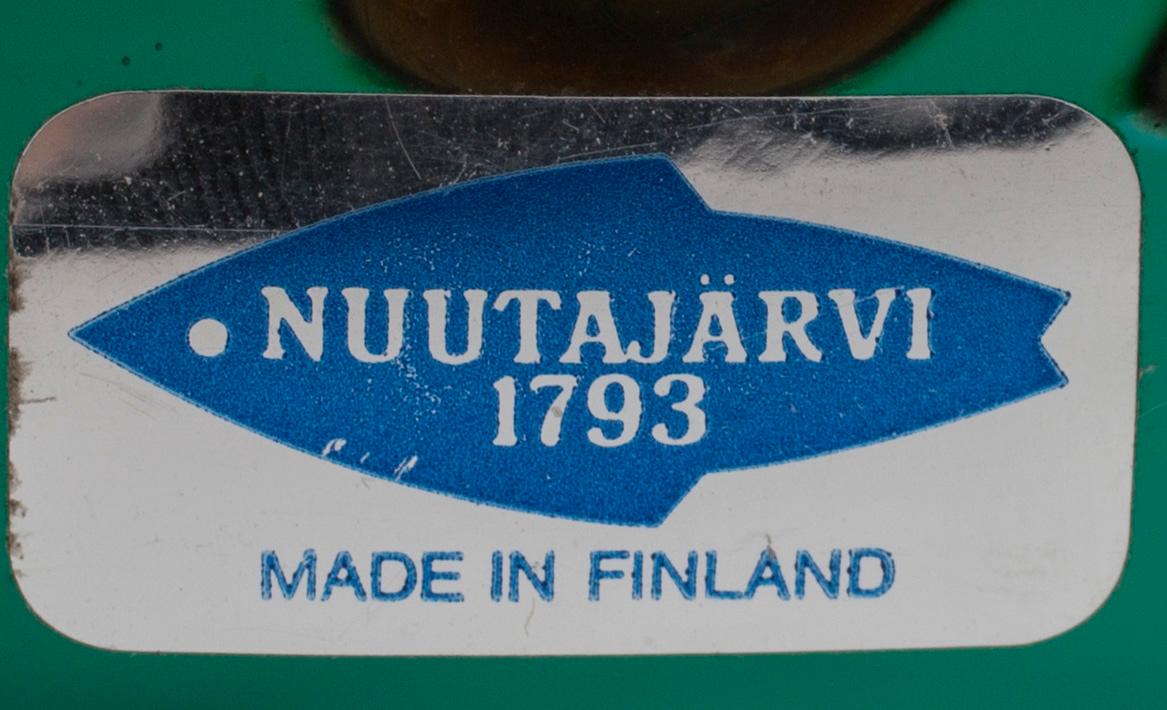 NUUTAJÄRVI
1793
MADE IN FINLAND